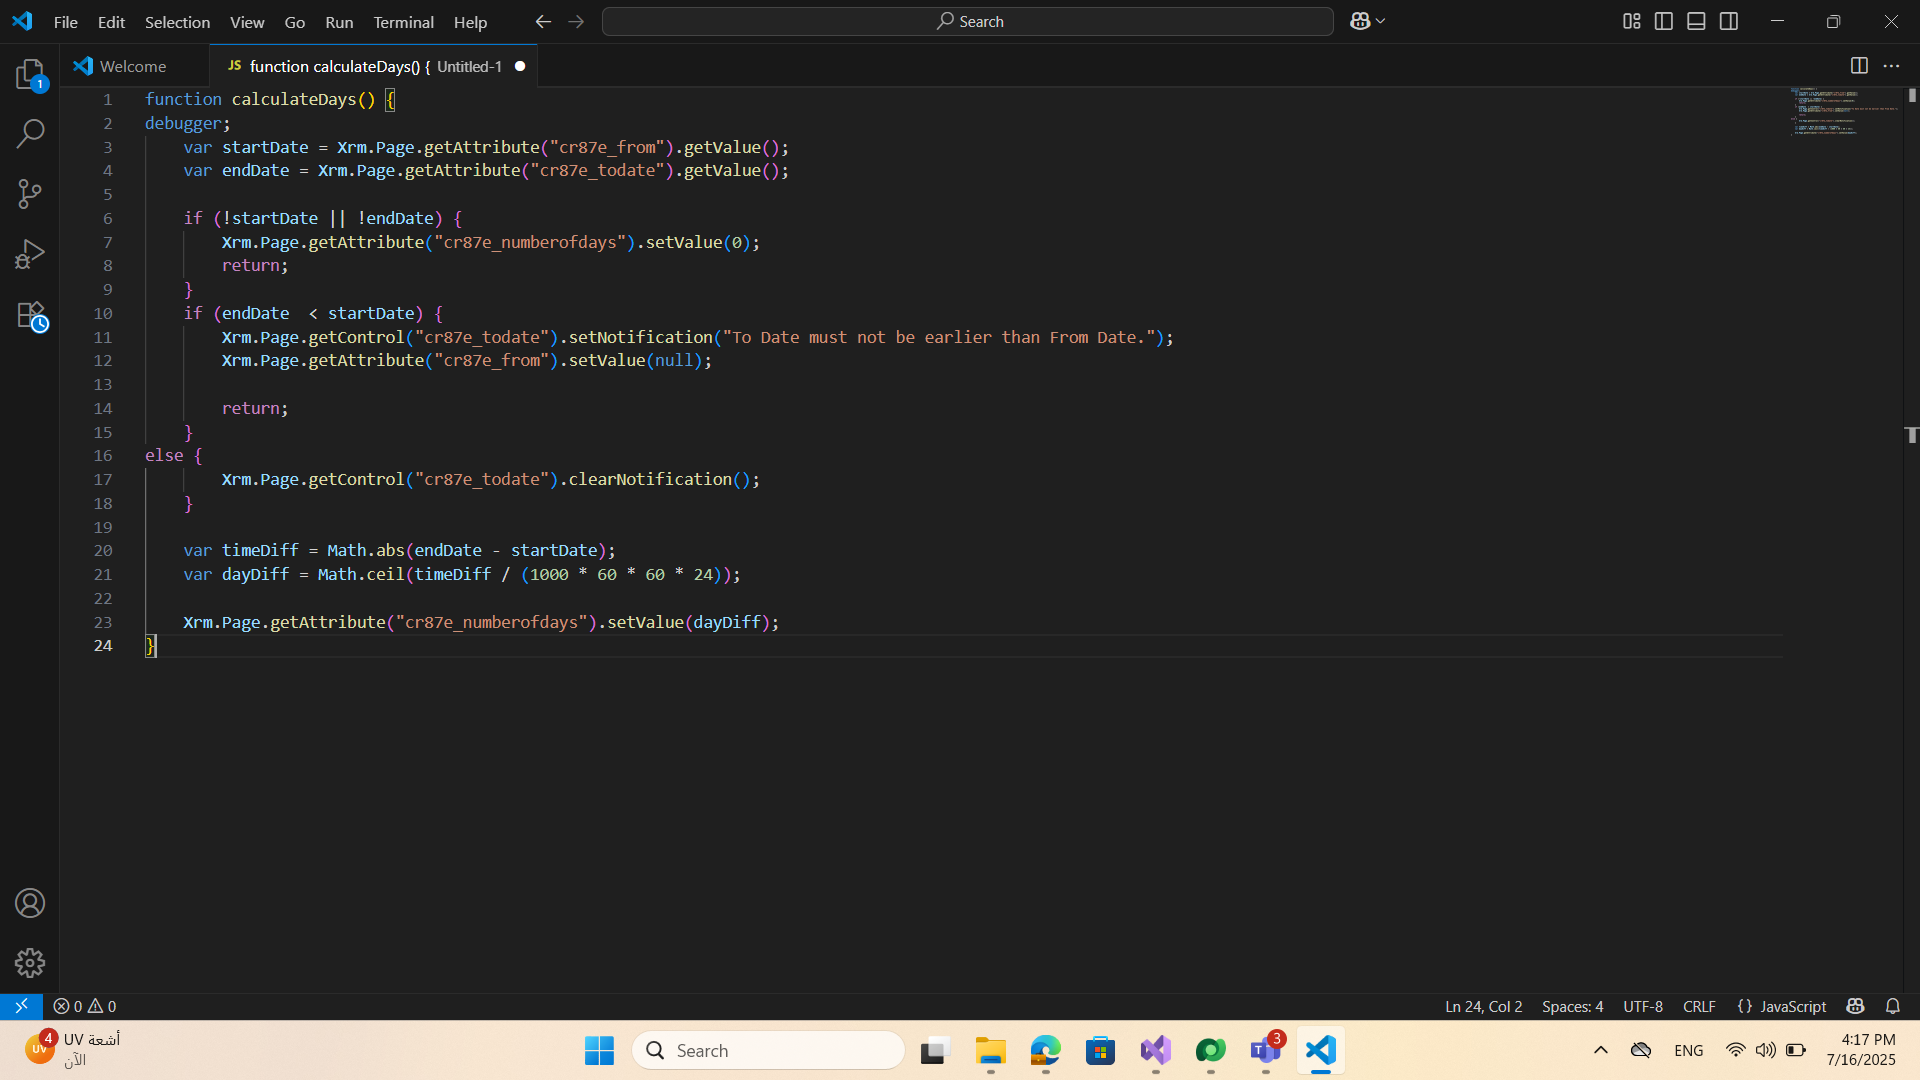 File Edit Selection View Go Run Terminal Help
Search
Welcome
JS function calculateDays() { Untitled-1
1 function calculateDays() {
2 debugger;
3     var startDate = Xrm.Page.getAttribute("cr87e_from").getValue();
4     var endDate = Xrm.Page.getAttribute("cr87e_todate").getValue();
5
6     if (!startDate || !endDate) {
7         Xrm.Page.getAttribute("cr87e_numberofdays").setValue(0);
8         return;
9     }
10     if (endDate  < startDate) {
11         Xrm.Page.getControl("cr87e_todate").setNotification("To Date must not be earlier than From Date.");
12         Xrm.Page.getAttribute("cr87e_from").setValue(null);
13
14         return;
15     }
16 else {
17         Xrm.Page.getControl("cr87e_todate").clearNotification();
18     }
19
20     var timeDiff = Math.abs(endDate - startDate);
21     var dayDiff = Math.ceil(timeDiff / (1000 * 60 * 60 * 24));
22
23     Xrm.Page.getAttribute("cr87e_numberofdays").setValue(dayDiff);
24 }
1
0 0
Ln 24, Col 2 Spaces: 4 UTF-8 CRLF {} JavaScript
UV 4
أشعة UV
الآن
Search
T 3
ENG
4:17 PM
7/16/2025